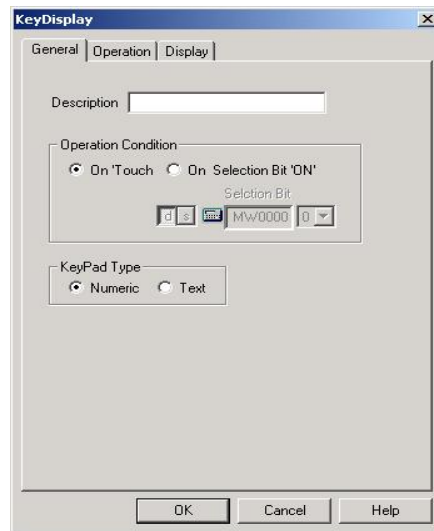 KeyDisplay
General Operation Display
Description
Operation Condition
On 'Touch On Selection Bit 'ON'
Selction Bit
d s MW0000 0
KeyPad Type
Numeric Text
OK Cancel Help